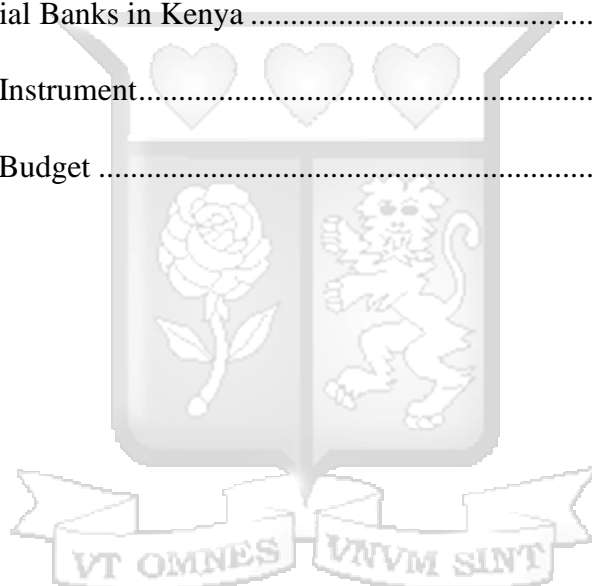 ial Banks in Kenya ..........................................
Instrument..........................................................
Budget ..............................................................
VT OMNES VNVM SINT